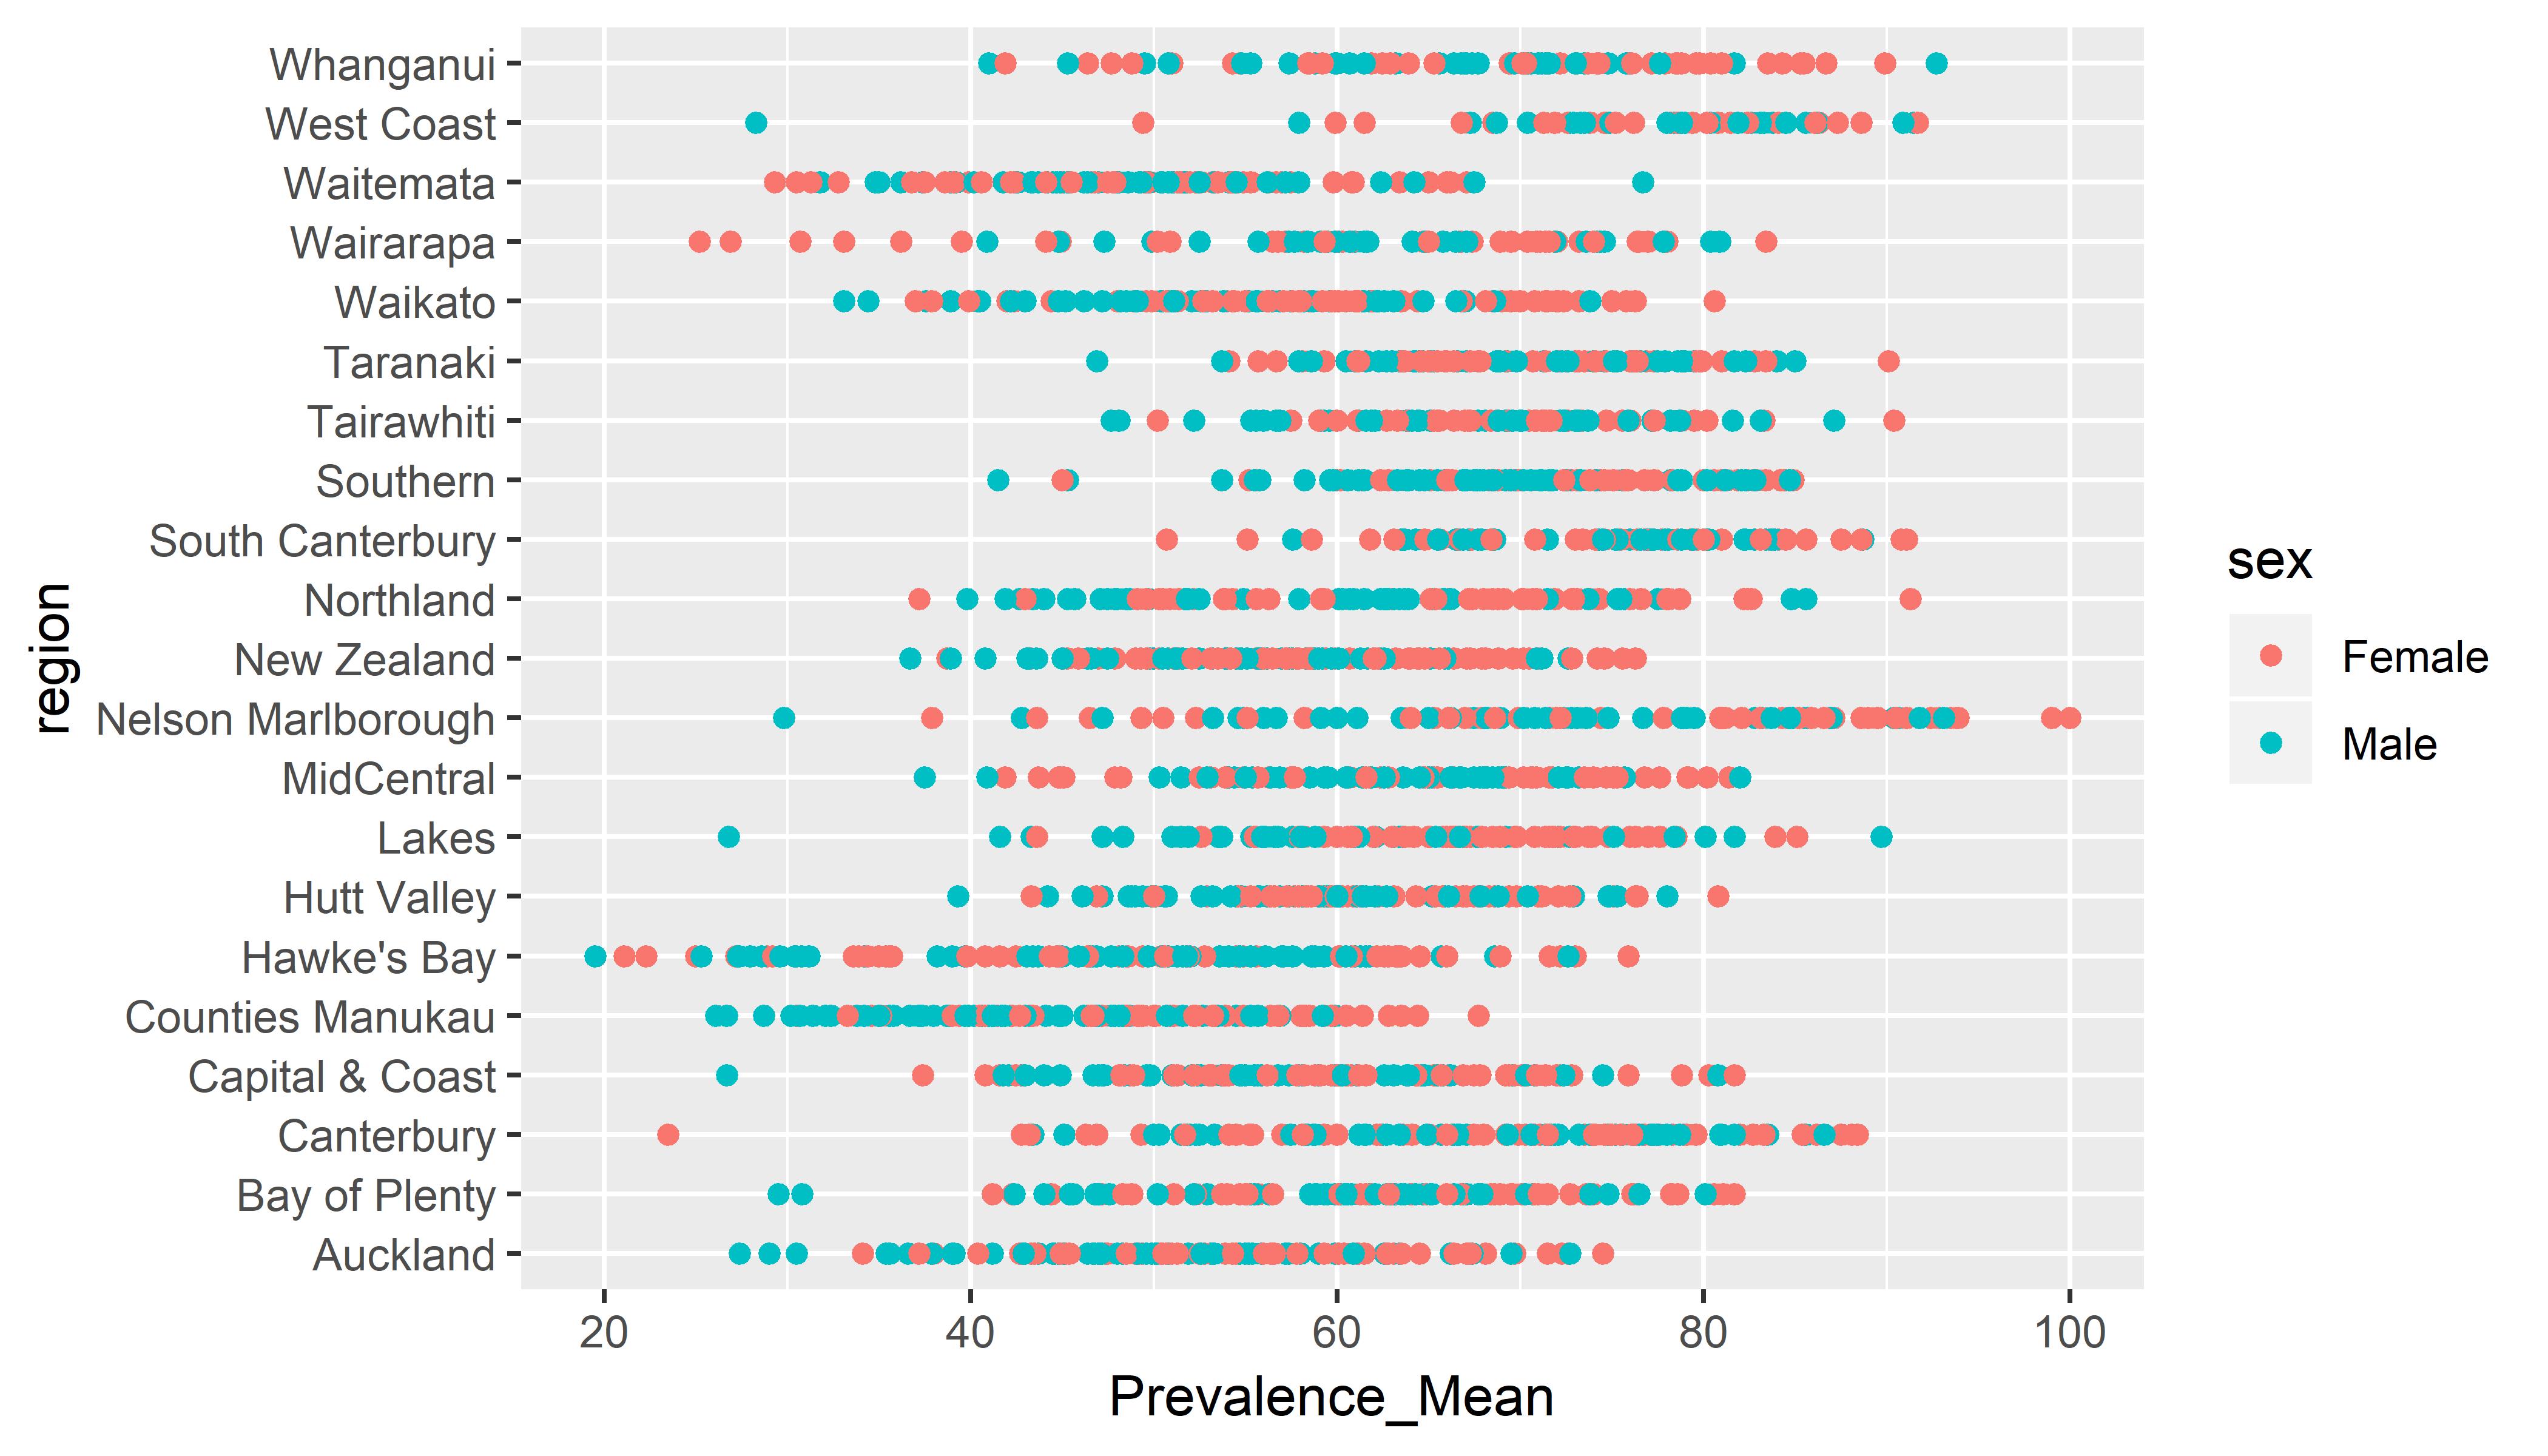 Whanganui
West Coast
Waitemata
Wairarapa
Waikato
Taranaki
Tairawhiti
Southern
South Canterbury
Northland
New Zealand
Nelson Marlborough
MidCentral
Lakes
Hutt Valley
Hawke's Bay
Counties Manukau
Capital & Coast
Canterbury
Bay of Plenty
Auckland
region
20 40 60 80 100
Prevalence_Mean
sex
Female
Male